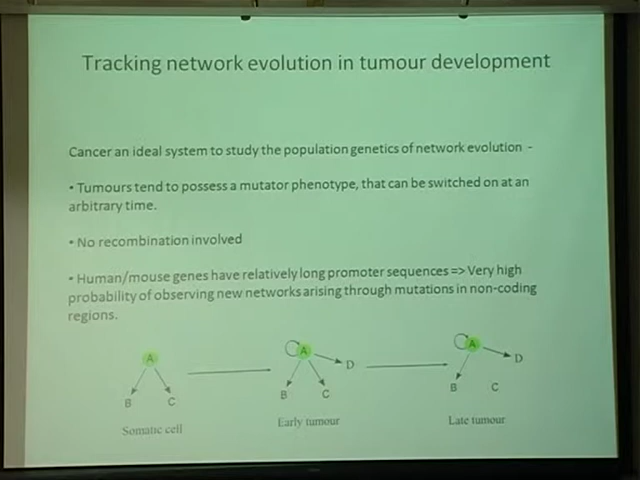 Tracking network evolution in tumour development
Cancer an ideal system to study the population genetics of network evolution -
• Tumours tend to possess a mutator phenotype, that can be switched on at an
arbitrary time.
• No recombination involved
• Human/mouse genes have relatively long promoter sequences => Very high
probability of observing new networks arising through mutations in non-coding
regions.
A
B C
Somatic cell
A
D
B C
Early tumour
A
D
B C
Late tumour